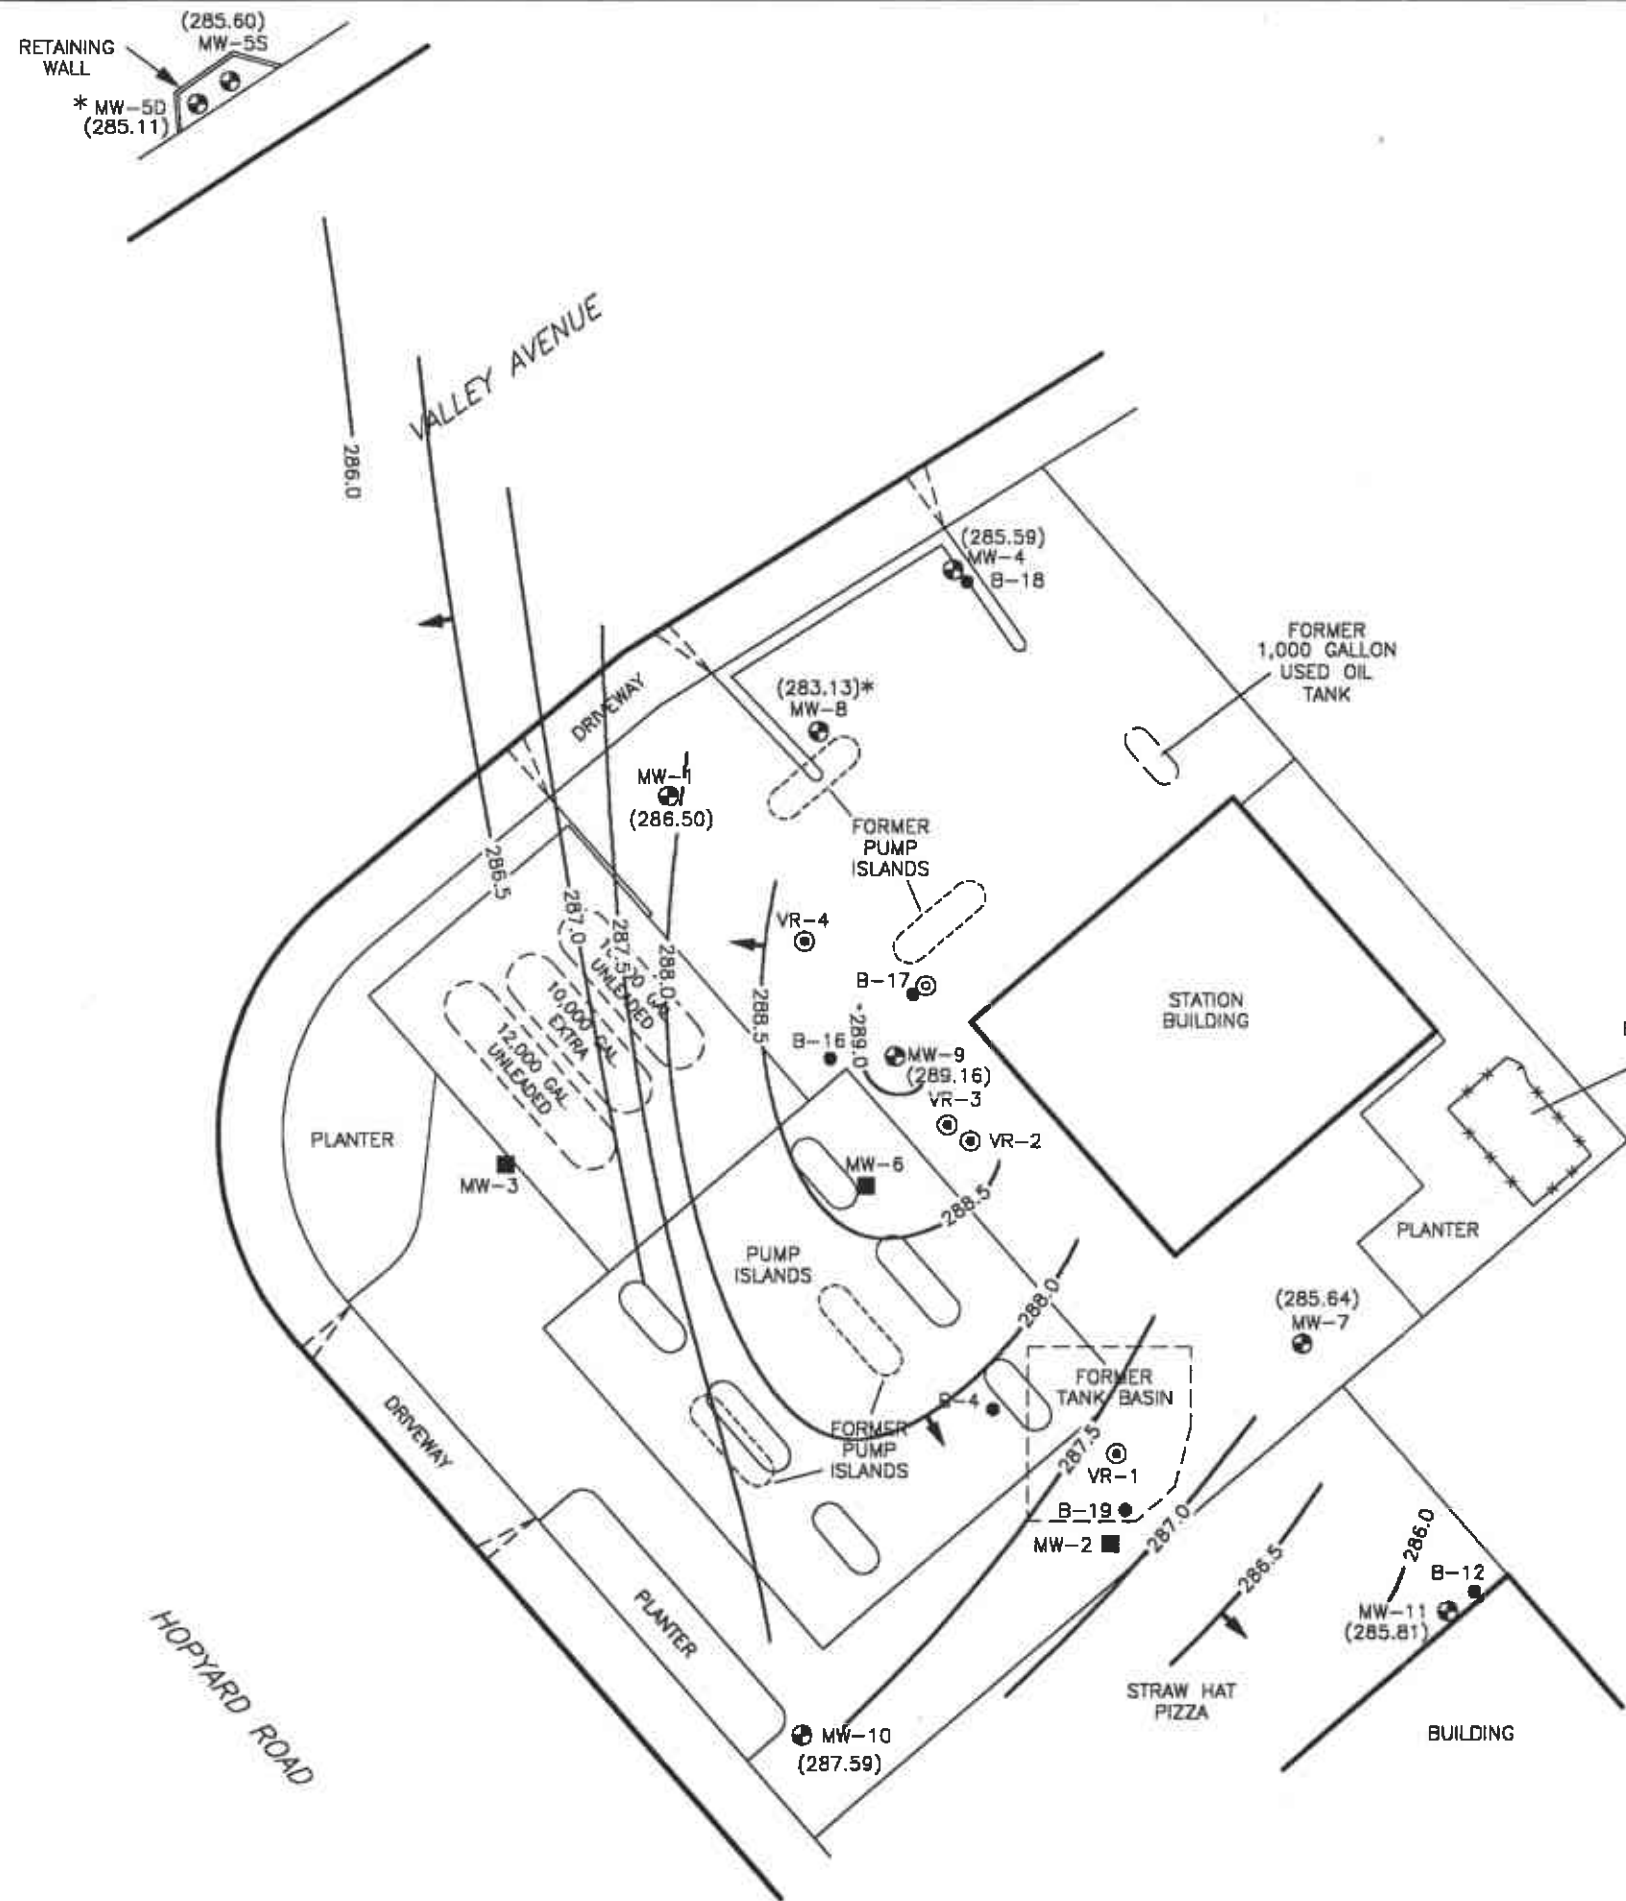 (285.60)
MW-5S
RETAINING
WALL
* MW-5D
(285.11)
VALLEY AVENUE
286.0
(285.59)
MW-4
B-18
FORMER
1,000 GALLON
USED OIL
TANK
DRIVEWAY
(283.13)*
MW-8
MW-1
(286.50)
FORMER
PUMP
ISLANDS
286.5
287.0
287.5
288.0
288.5
*289.0
VR-4
B-17
B-16
MW-9
(289.16)
VR-3
VR-2
STATION
BUILDING
UNLEADED
10,000 GAL
EXTRA
12,000 GAL
UNLEADED
PLANTER
MW-3
MW-6
288.5
PUMP
ISLANDS
288.0
PLANTER
(285.64)
MW-7
FORMER
TANK BASIN
B-4
287.5
VR-1
FORMER
PUMP
ISLANDS
DRIVEWAY
B-19
MW-2
287.0
286.5
286.0
B-12
MW-11
(285.81)
PLANTER
STRAW HAT
PIZZA
BUILDING
MW-10
(287.59)
HOPYARD ROAD